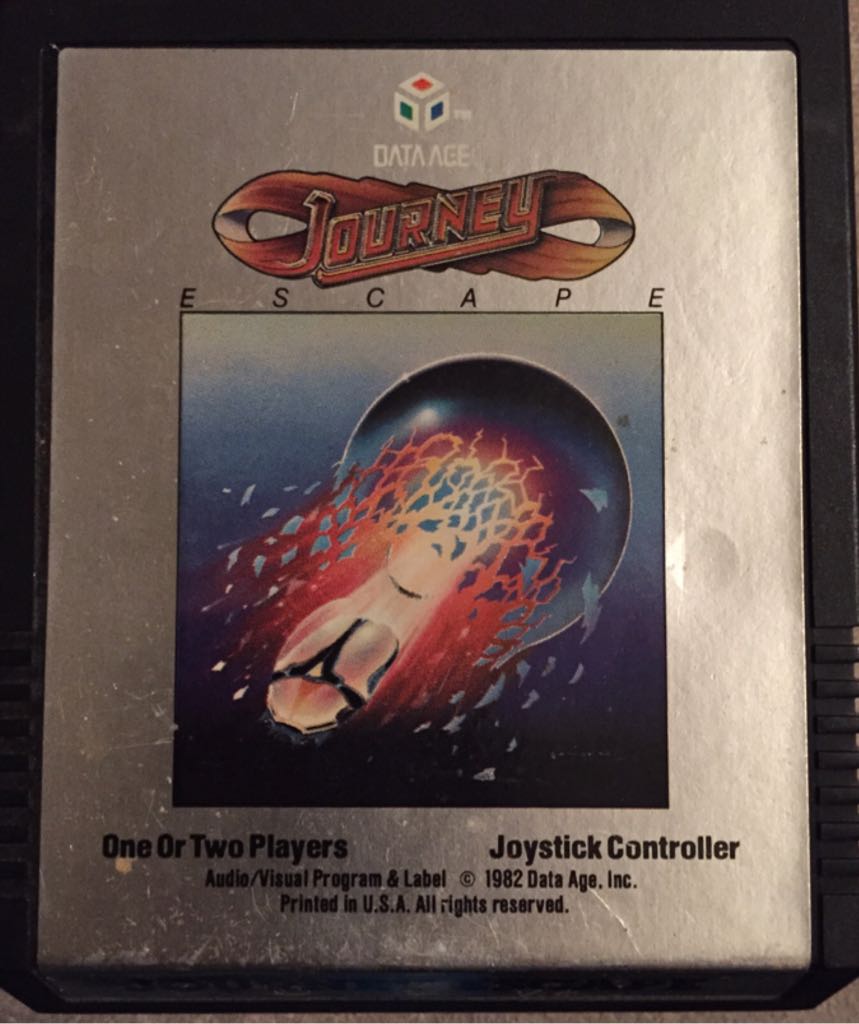 TM
DATA AGE
JOURNEY
ESCAPE
One Or Two Players Joystick Controller
Audio/Visual Program & Label © 1982 Data Age, Inc.
Printed in U.S.A. All rights reserved.